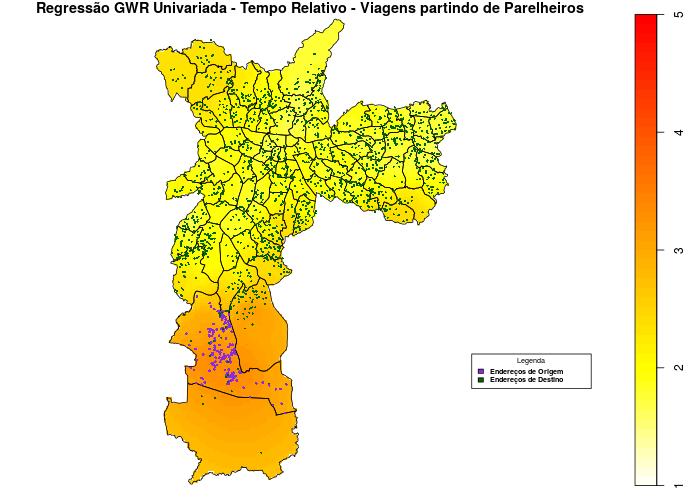 Regressão GWR Univariada - Tempo Relativo - Viagens partindo de Parelheiros
5
4
3
2
1
Legenda
Endereços de Origem
Endereços de Destino